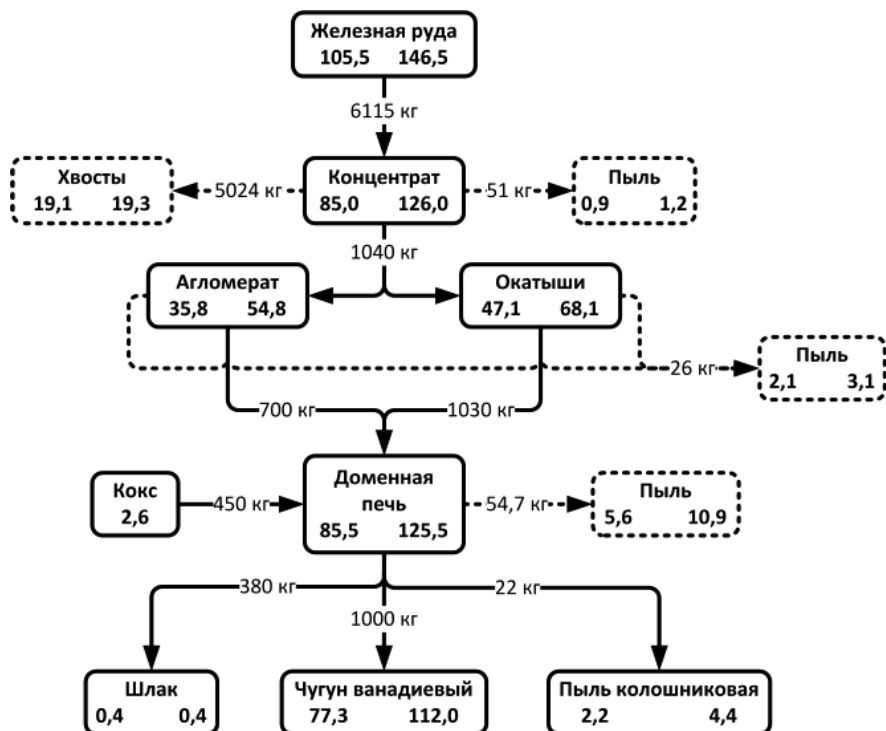 Железная руда
105,5 146,5
6115 кг
Хвосты
19,1 19,3
5024 кг
Концентрат
85,0 126,0
51 кг
Пыль
0,9 1,2
1040 кг
Агломерат
35,8 54,8
Окатыши
47,1 68,1
26 кг
Пыль
2,1 3,1
700 кг
1030 кг
Кокс
2,6
450 кг
Доменная
печь
85,5 125,5
54,7 кг
Пыль
5,6 10,9
380 кг
1000 кг
22 кг
Шлак
0,4 0,4
Чугун ванадиевый
77,3 112,0
Пыль колошниковая
2,2 4,4